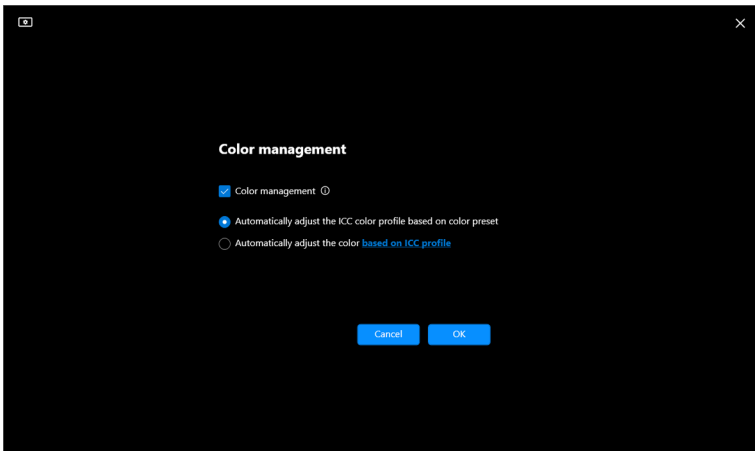 Color management
Color management
Automatically adjust the ICC color profile based on color preset
Automatically adjust the color based on ICC profile
Cancel
OK